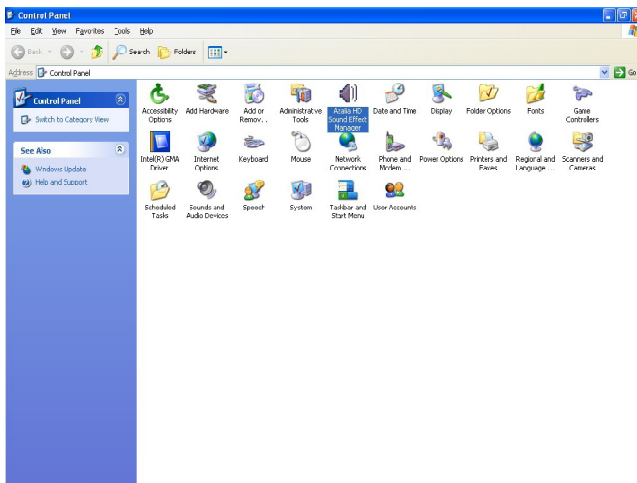 Control Panel
File Edit View Favorites Tools Help
Back Search Folders
Address Control Panel Go
Control Panel
Switch to Category View
See Also
Windows Update
Help and Support
Accessibility Options
Add Hardware
Add or Remov...
Administrative Tools
Azalia HD Sound Effect Manager
Date and Time
Display
Folder Options
Fonts
Game Controllers
Intel(R) GMA Driver
Internet Options
Keyboard
Mouse
Network Connections
Phone and Modem ...
Power Options
Printers and Faxes
Regional and Language ...
Scanners and Cameras
Scheduled Tasks
Sounds and Audio Devices
Speech
System
Taskbar and Start Menu
User Accounts